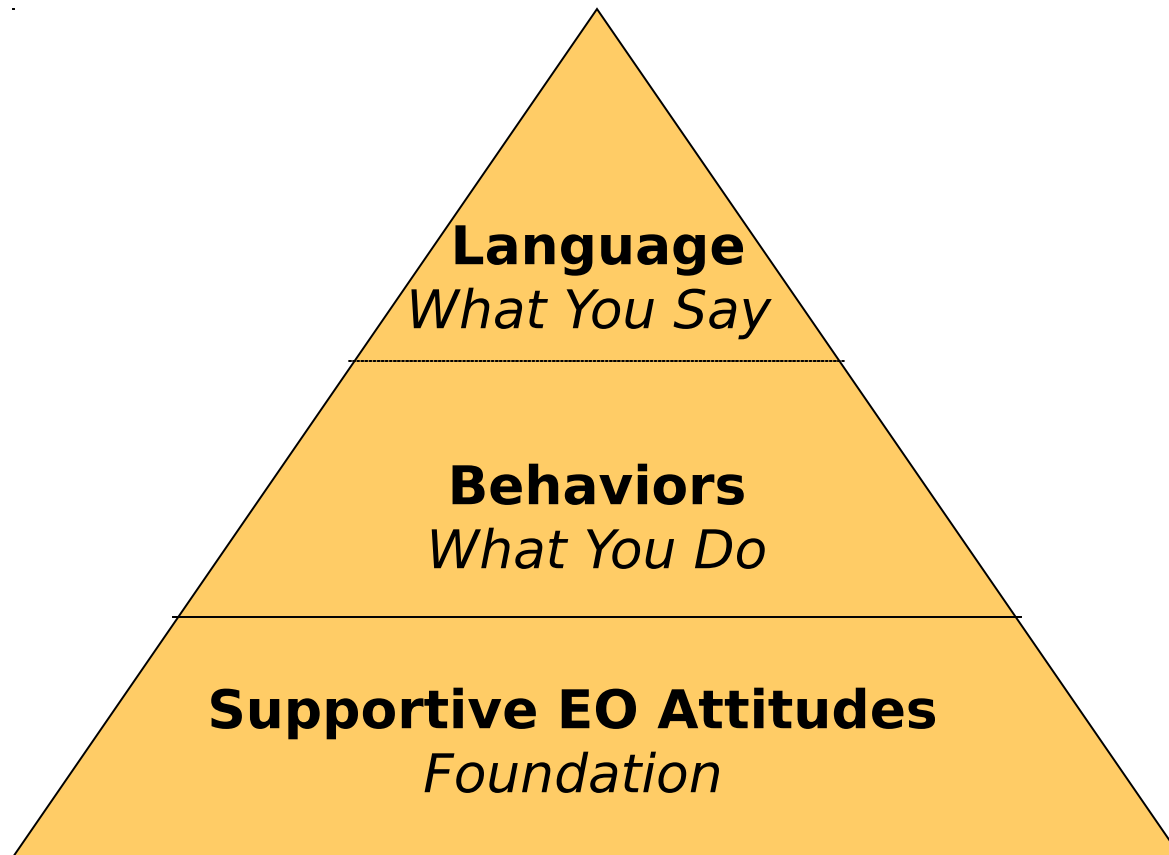 Language
What You Say
Behaviors
What You Do
Supportive EO Attitudes
Foundation